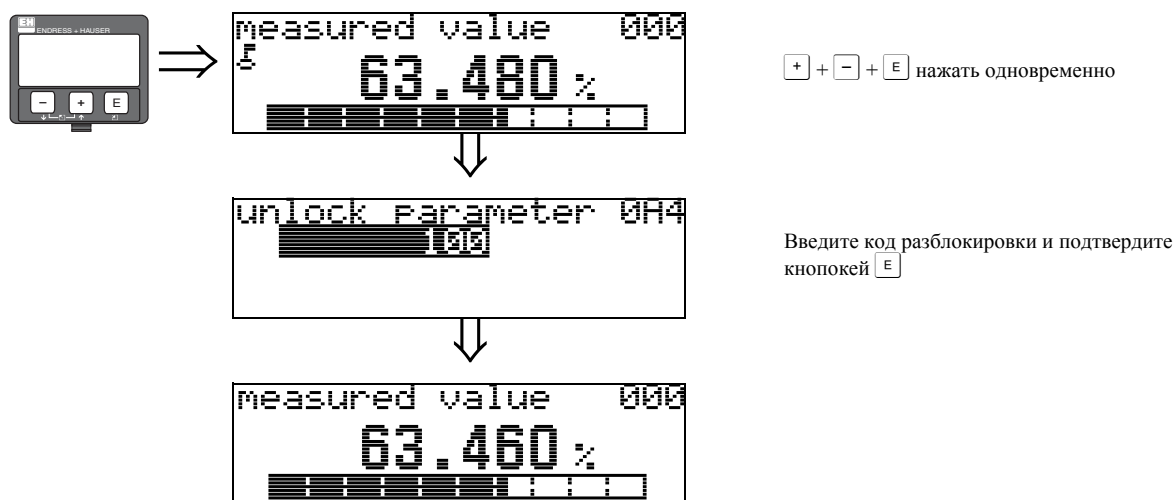 EH
ENDRESS + HAUSER
- + E
measured value 000
63.480 %
+ + - + E нажать одновременно
unlock parameter 0A4
100
Введите код разблокировки и подтвердите
кнопокей E
measured value 000
63.460 %